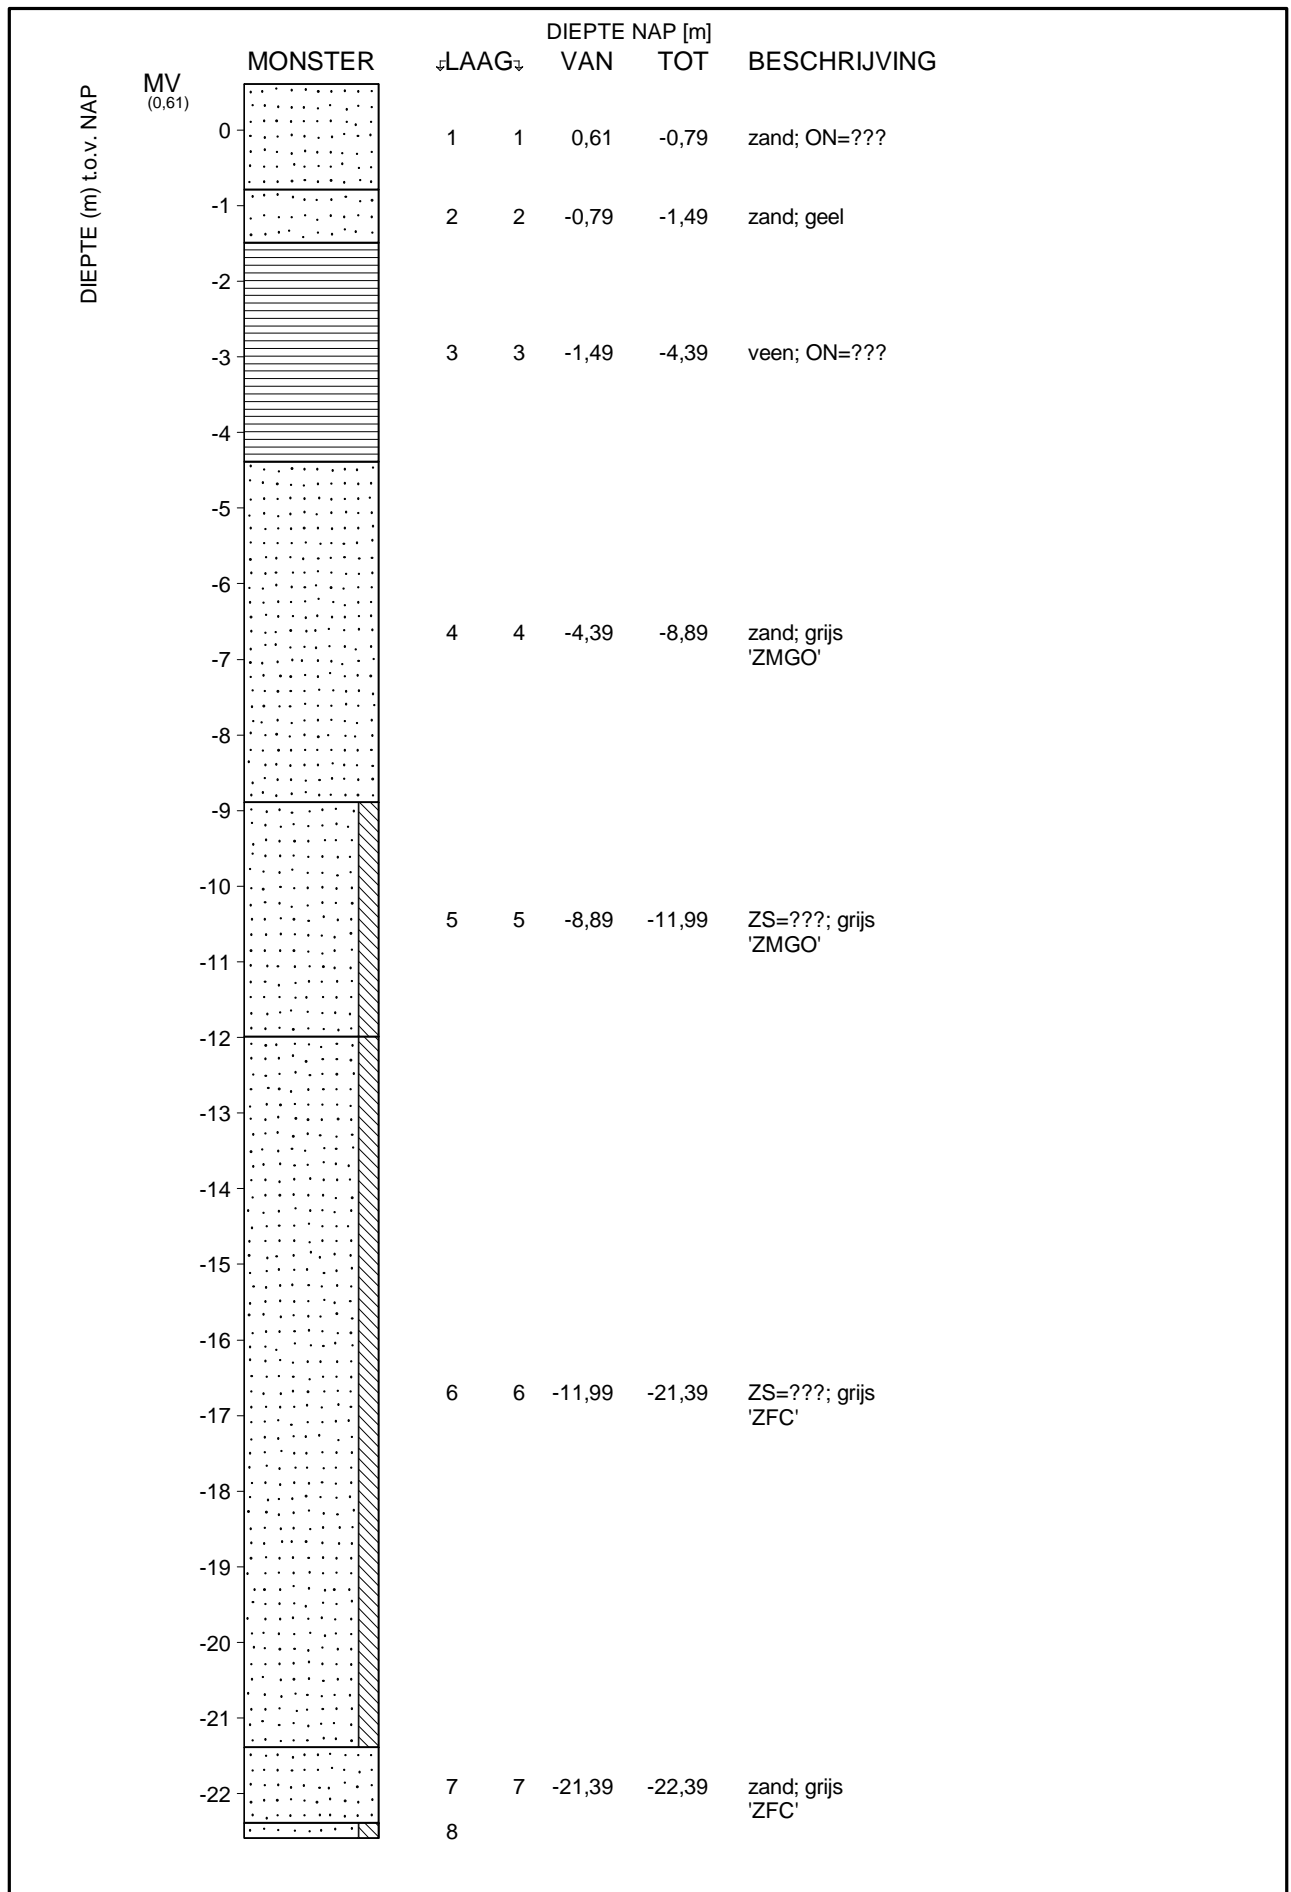 DIEPTE NAP [m]
MONSTER LAAG VAN TOT BESCHRIJVING
MV
(0,61)
DIEPTE (m) t.o.v. NAP
0
1 1 0,61 -0,79 zand; ON=???
-1
2 2 -0,79 -1,49 zand; geel
-2
-3
3 3 -1,49 -4,39 veen; ON=???
-4
-5
-6
4 4 -4,39 -8,89 zand; grijs
'ZMGO'
-7
-8
-9
-10
5 5 -8,89 -11,99 ZS=???; grijs
'ZMGO'
-11
-12
-13
-14
-15
-16
6 6 -11,99 -21,39 ZS=???; grijs
'ZFC'
-17
-18
-19
-20
-21
7 7 -21,39 -22,39 zand; grijs
'ZFC'
-22
8